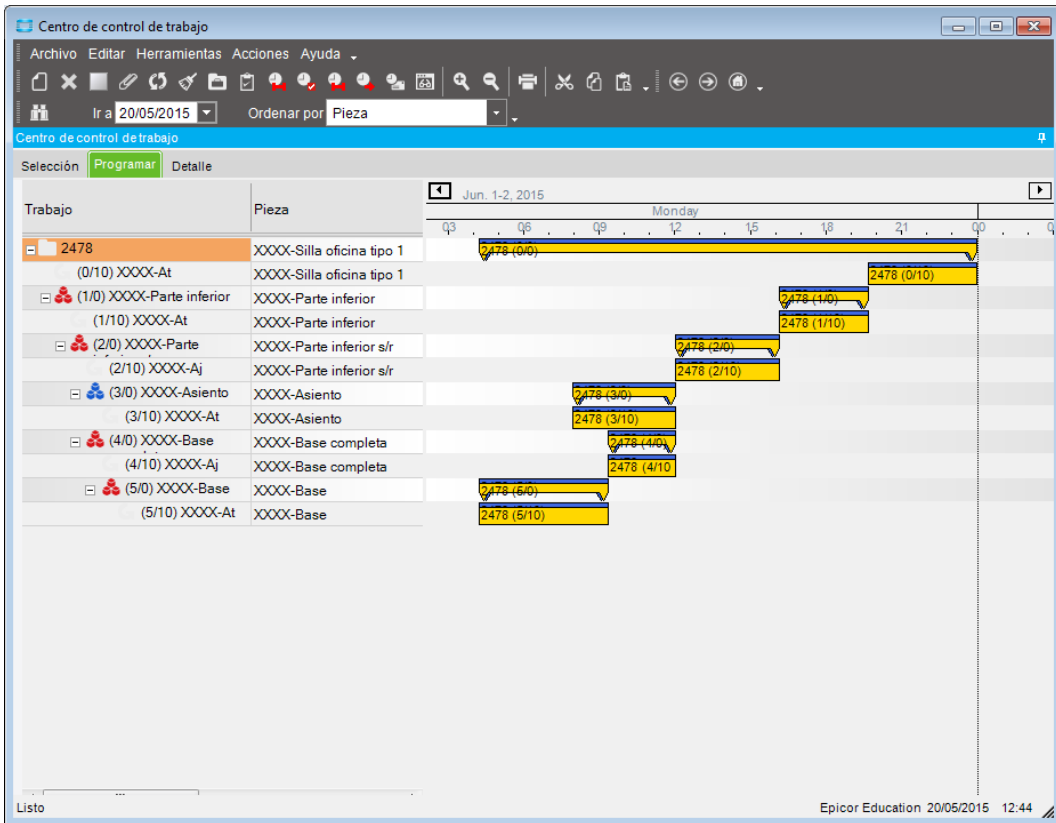 Centro de control de trabajo
Archivo Editar Herramientas Acciones Ayuda
Ir a 20/05/2015 Ordenar por Pieza
Centro de control de trabajo
Selección Programar Detalle
Trabajo Pieza Jun. 1-2, 2015
Monday
03 06 09 12 15 18 21 00
2478 XXXX-Silla oficina tipo 1 2478 (0/0)
(0/10) XXXX-At XXXX-Silla oficina tipo 1 2478 (0/10)
(1/0) XXXX-Parte inferior XXXX-Parte inferior 2478 (1/0)
(1/10) XXXX-At XXXX-Parte inferior 2478 (1/10)
(2/0) XXXX-Parte XXXX-Parte inferior s/r 2478 (2/0)
(2/10) XXXX-Aj XXXX-Parte inferior s/r 2478 (2/10)
(3/0) XXXX-Asiento XXXX-Asiento 2478 (3/0)
(3/10) XXXX-At XXXX-Asiento 2478 (3/10)
(4/0) XXXX-Base XXXX-Base completa 2478 (4/0)
(4/10) XXXX-Aj XXXX-Base completa 2478 (4/10
(5/0) XXXX-Base XXXX-Base 2478 (5/0)
(5/10) XXXX-At XXXX-Base 2478 (5/10)
Listo Epicor Education 20/05/2015 12:44